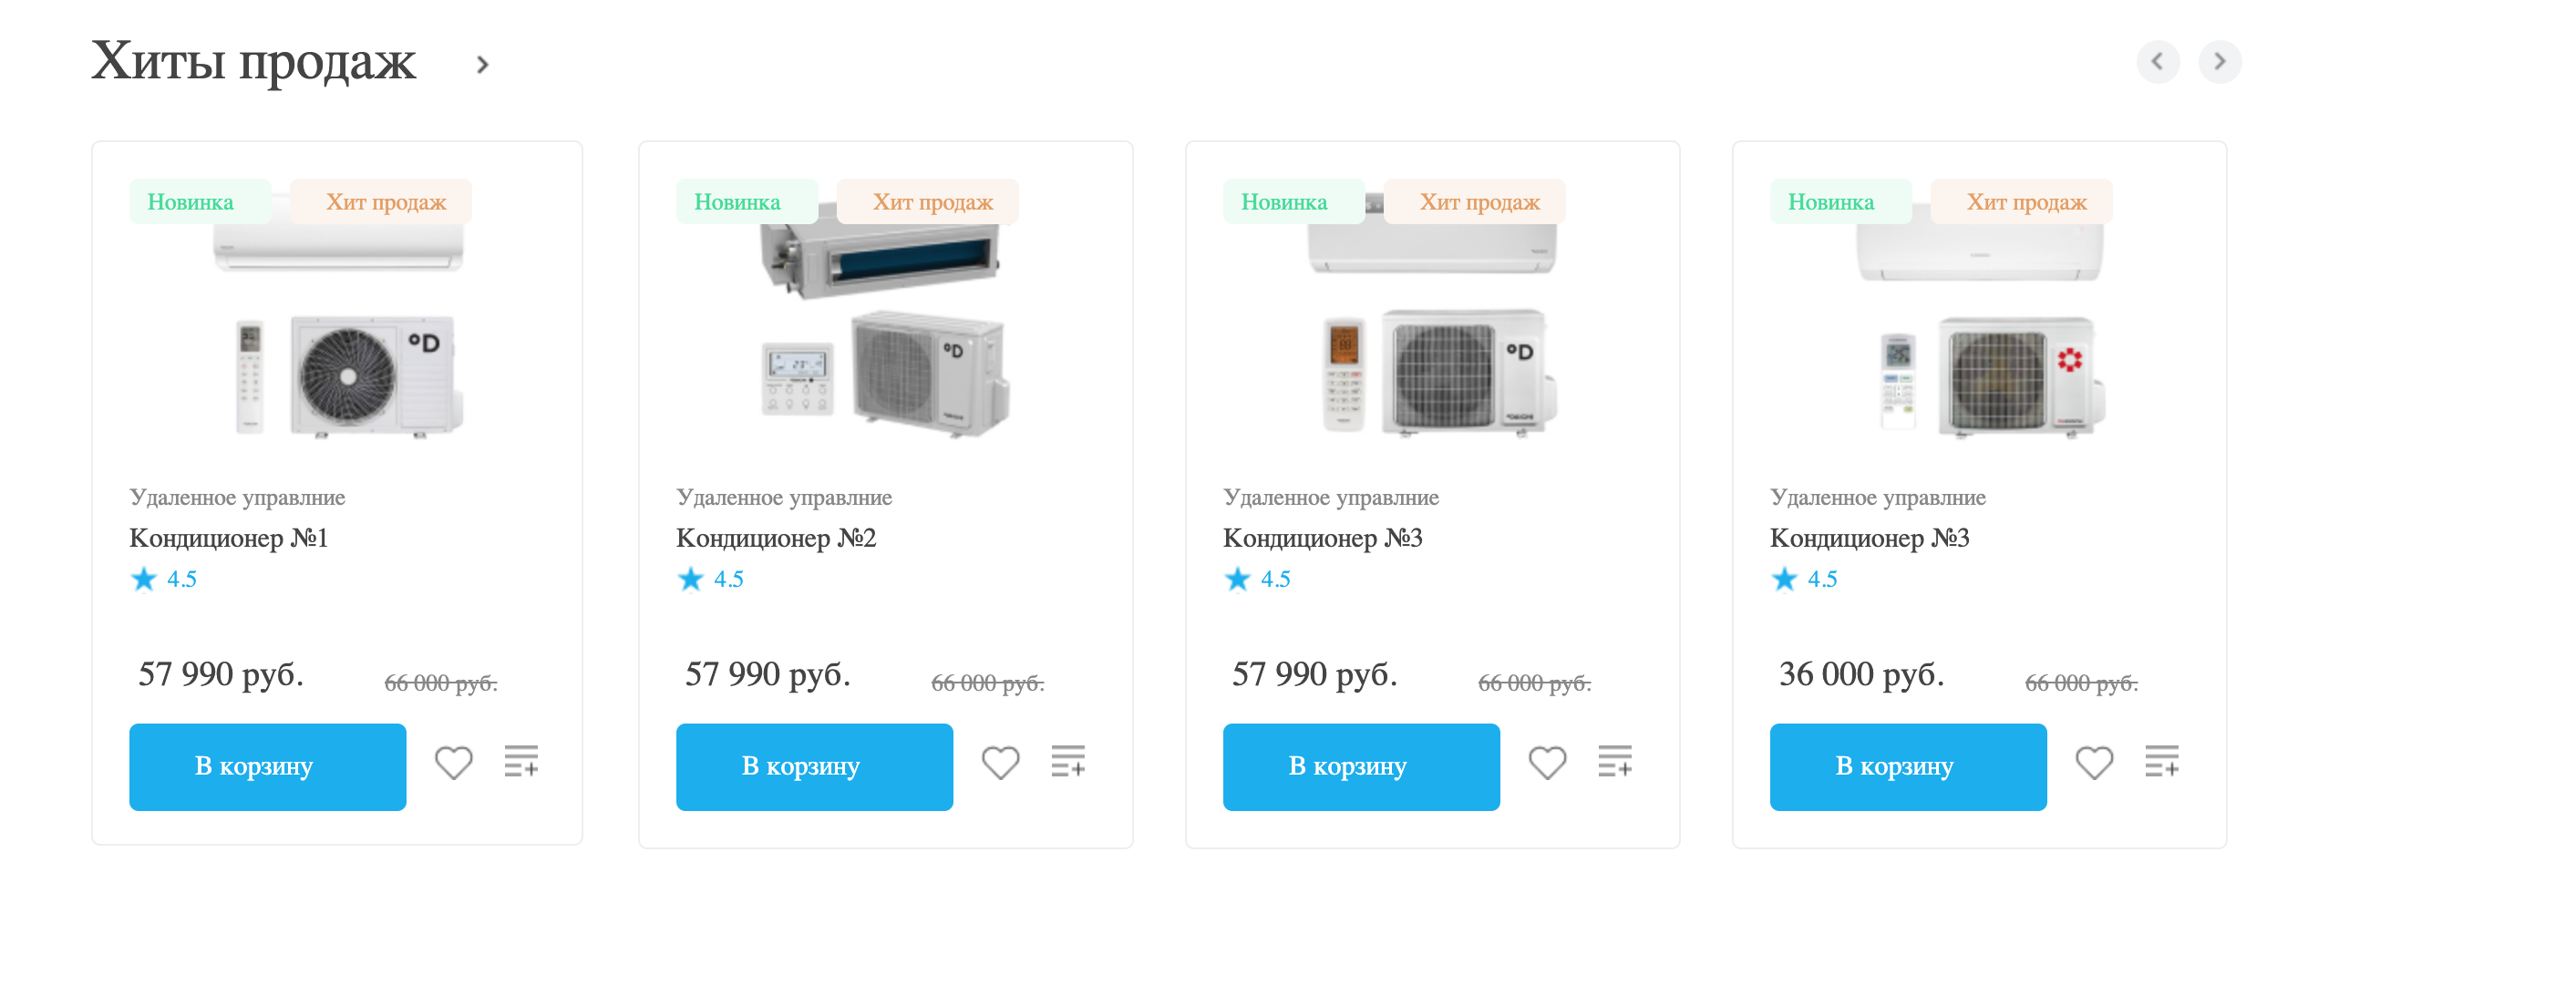 Хиты продаж
Новинка
Хит продаж
Удаленное управлние
Кондиционер №1
4.5
57 990 руб.
66 000 руб.
В корзину
Новинка
Хит продаж
Удаленное управлние
Кондиционер №2
4.5
57 990 руб.
66 000 руб.
В корзину
Новинка
Хит продаж
Удаленное управлние
Кондиционер №3
4.5
57 990 руб.
66 000 руб.
В корзину
Новинка
Хит продаж
Удаленное управлние
Кондиционер №3
4.5
36 000 руб.
66 000 руб.
В корзину